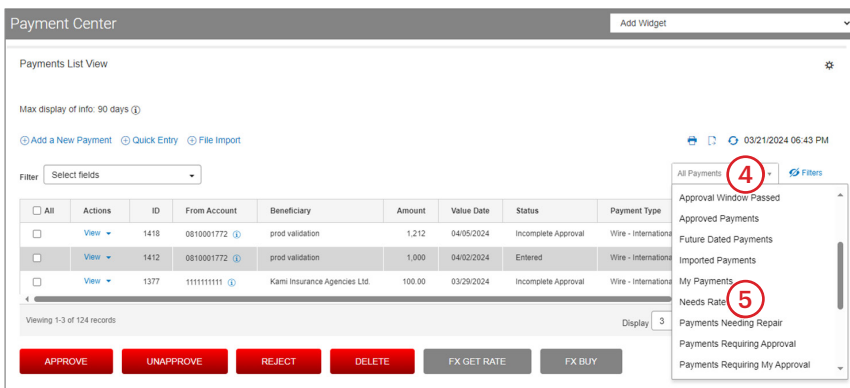 Payment Center
Add Widget
Payments List View
Max display of info: 90 days
Add a New Payment Quick Entry File Import
03/21/2024 06:43 PM
Filter Select fields
All Payments 4 Filters
All Actions ID From Account Beneficiary Amount Value Date Status Payment Type
View 1418 0810001772 prod validation 1,212 04/05/2024 Incomplete Approval Wire - Internationa
View 1412 0810001772 prod validation 1,000 04/02/2024 Entered Wire - Internationa
View 1377 1111111111 Kami Insurance Agencies Ltd. 100.00 03/29/2024 Incomplete Approval Wire - Internationa
Viewing 1-3 of 124 records
Display 3
APPROVE UNAPPROVE REJECT DELETE FX GET RATE FX BUY
Approval Window Passed
Approved Payments
Future Dated Payments
Imported Payments
My Payments
Needs Rate 5
Payments Needing Repair
Payments Requiring Approval
Payments Requiring My Approval